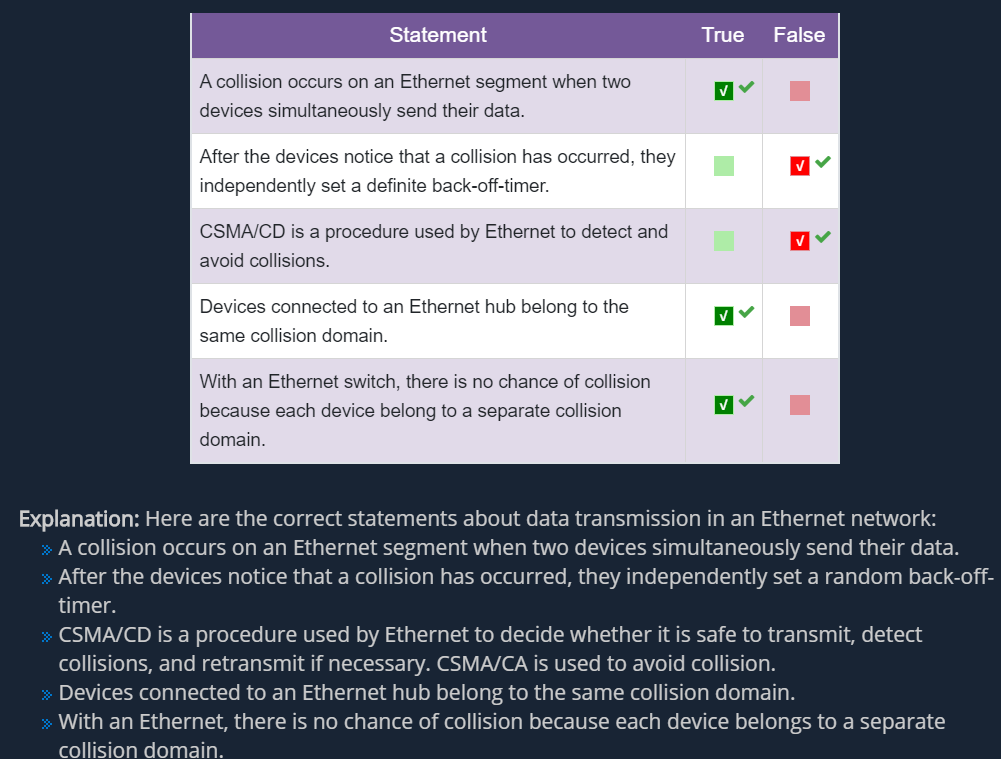 Statement True False
A collision occurs on an Ethernet segment when two
devices simultaneously send their data.
After the devices notice that a collision has occurred, they
independently set a definite back-off-timer.
CSMA/CD is a procedure used by Ethernet to detect and
avoid collisions.
Devices connected to an Ethernet hub belong to the
same collision domain.
With an Ethernet switch, there is no chance of collision
because each device belong to a separate collision
domain.
Explanation: Here are the correct statements about data transmission in an Ethernet network:
A collision occurs on an Ethernet segment when two devices simultaneously send their data.
After the devices notice that a collision has occurred, they independently set a random back-off-
timer.
CSMA/CD is a procedure used by Ethernet to decide whether it is safe to transmit, detect
collisions, and retransmit if necessary. CSMA/CA is used to avoid collision.
Devices connected to an Ethernet hub belong to the same collision domain.
With an Ethernet, there is no chance of collision because each device belongs to a separate
collision domain.